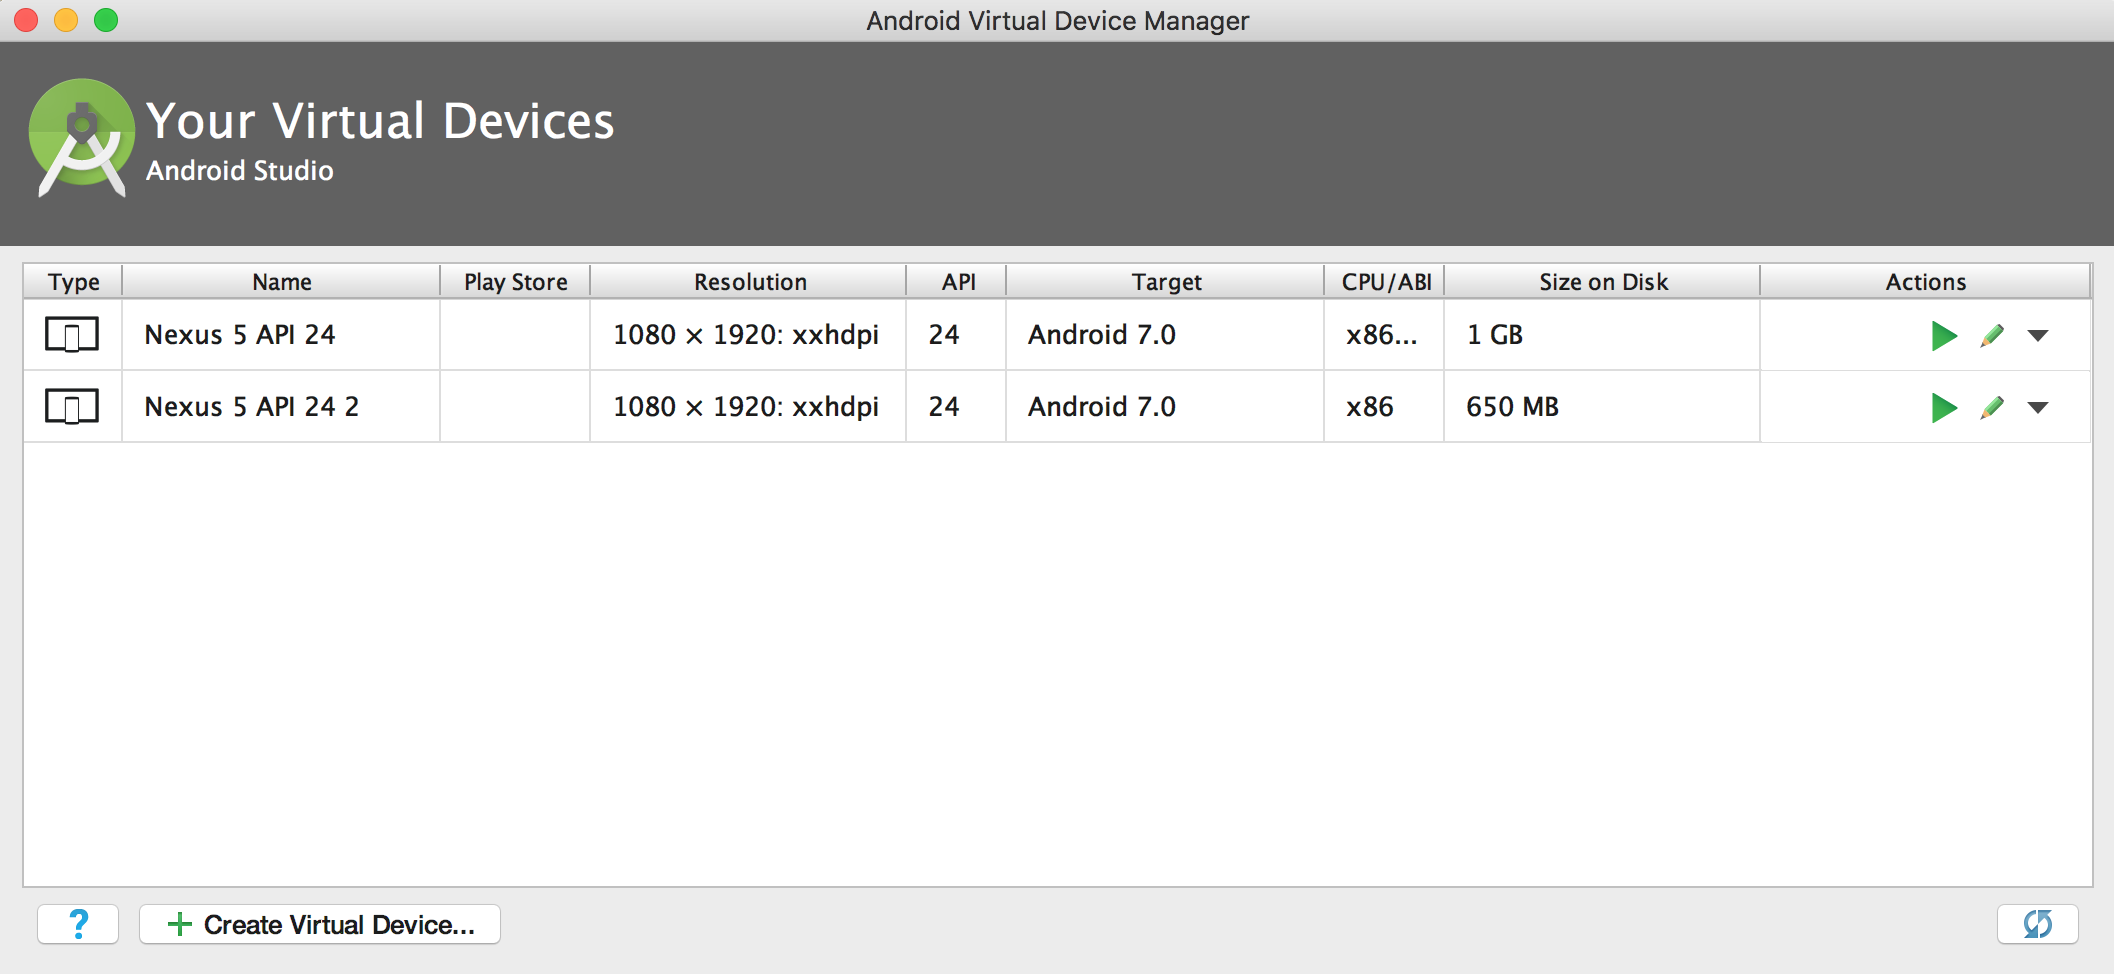 Android Virtual Device Manager
Your Virtual Devices
Android Studio
Type Name Play Store Resolution API Target CPU/ABI Size on Disk Actions
Nexus 5 API 24 1080 × 1920: xxhdpi 24 Android 7.0 x86... 1 GB
Nexus 5 API 24 2 1080 × 1920: xxhdpi 24 Android 7.0 x86 650 MB
? + Create Virtual Device...